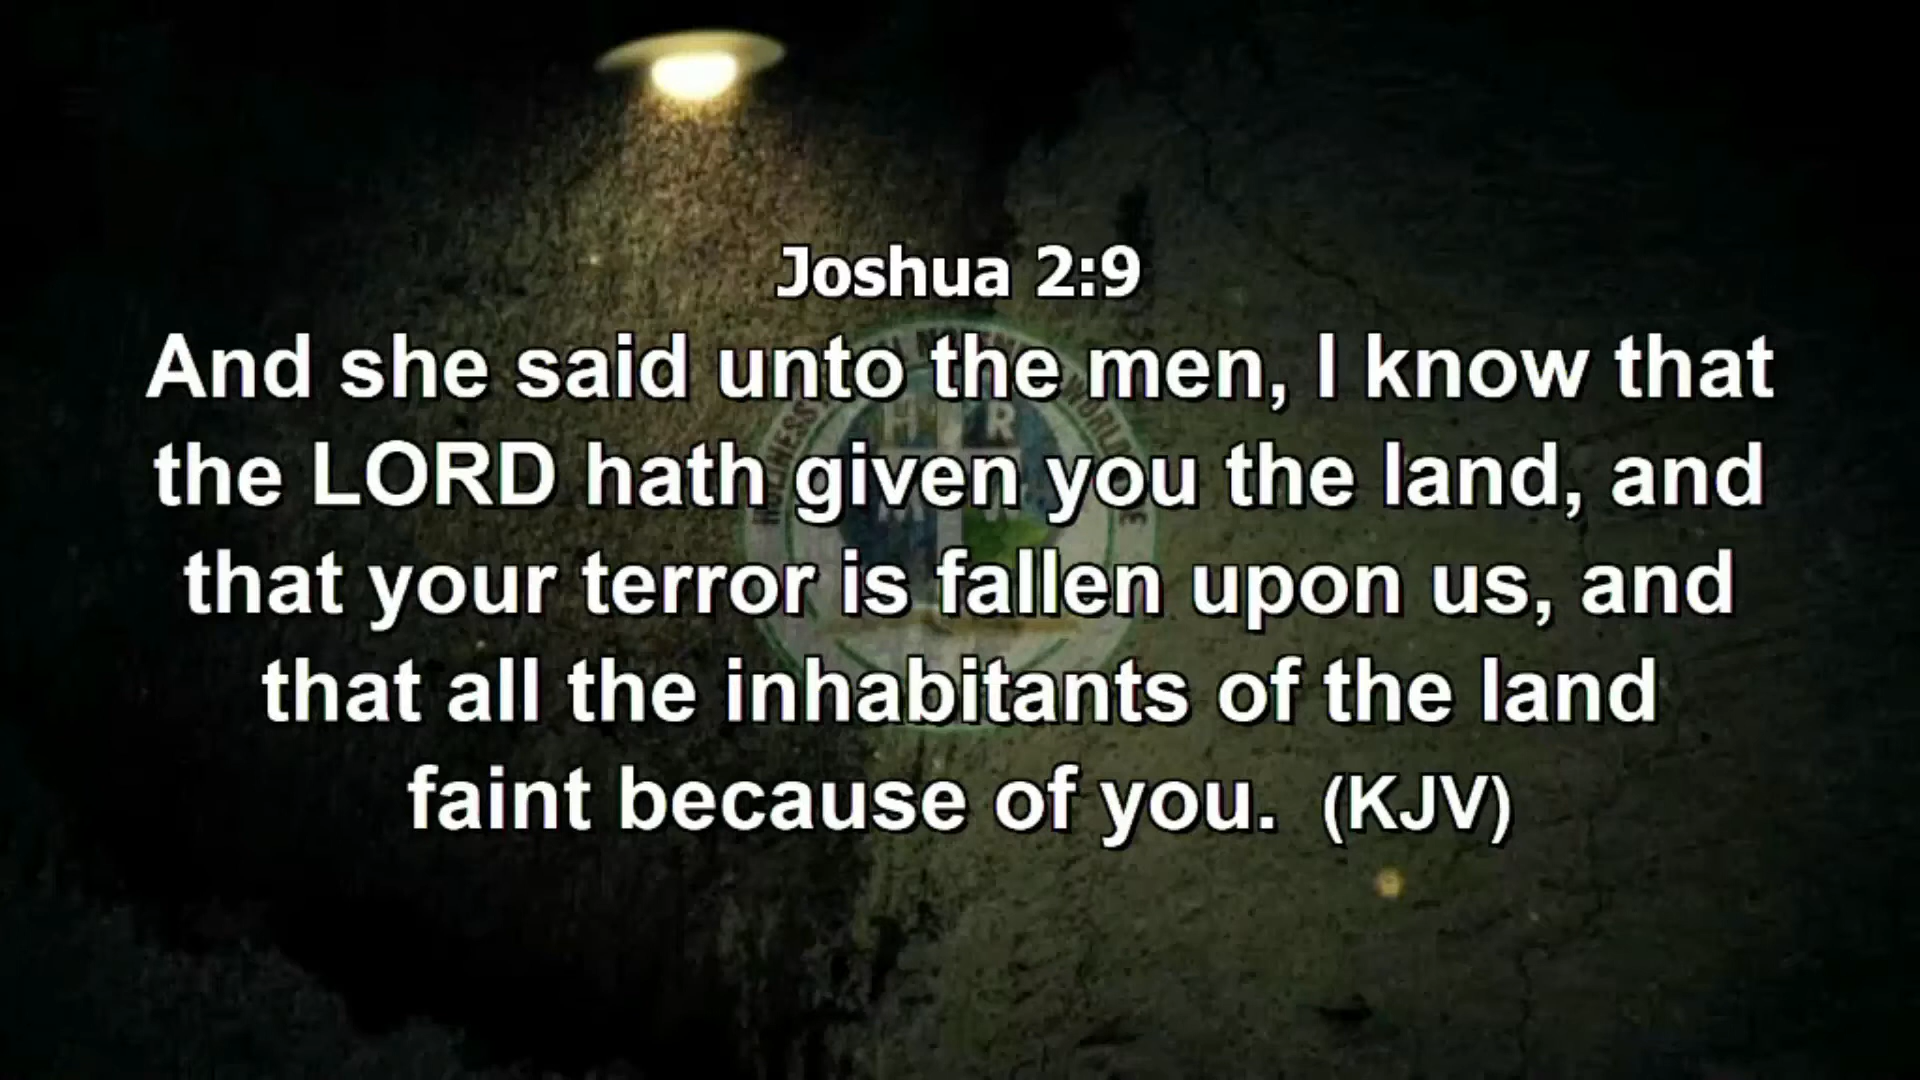 Joshua 2:9
And she said unto the men, I know that
the LORD hath given you the land, and
that your terror is fallen upon us, and
that all the inhabitants of the land
faint because of you. (KJV)
H R
M W